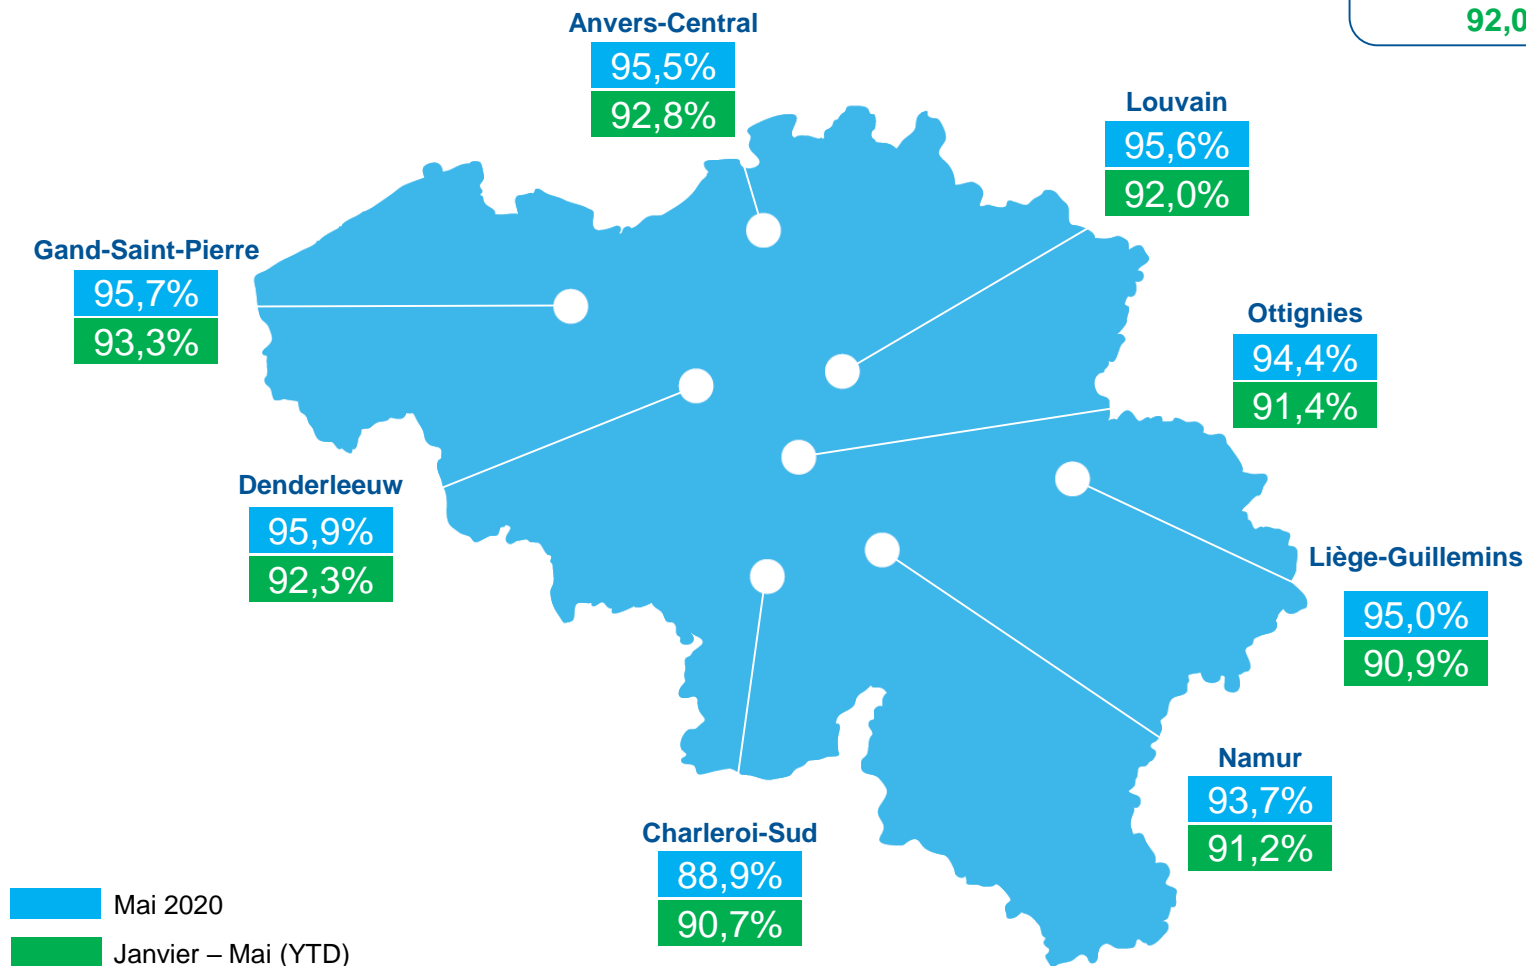 92,0
Anvers-Central
95,5%
92,8%
Louvain
95,6%
92,0%
Gand-Saint-Pierre
95,7%
93,3%
Ottignies
94,4%
91,4%
Denderleeuw
95,9%
92,3%
Liège-Guillemins
95,0%
90,9%
Namur
93,7%
91,2%
Charleroi-Sud
88,9%
90,7%
Mai 2020
Janvier – Mai (YTD)